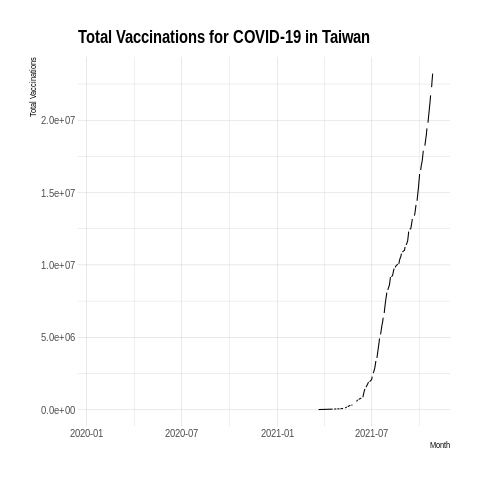 Total Vaccinations for COVID-19 in Taiwan
Total Vaccinations
2.0e+07
1.5e+07
1.0e+07
5.0e+06
0.0e+00
2020-01 2020-07 2021-01 2021-07
Month